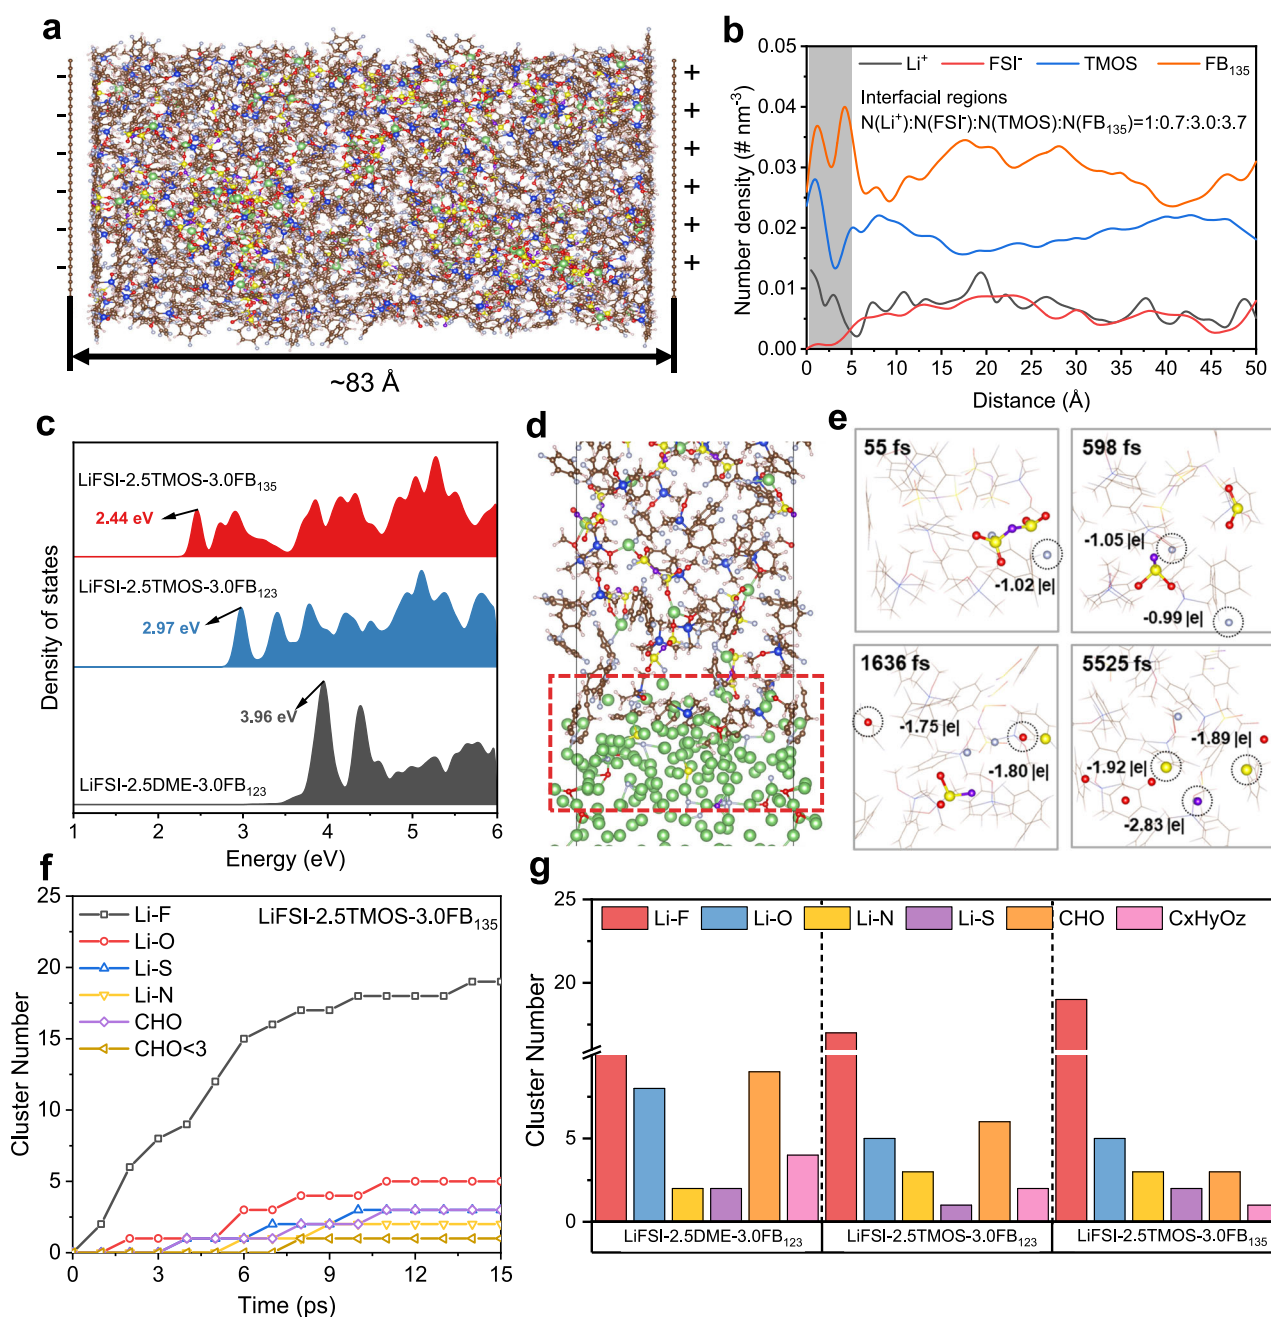 a
-
-
-
-
-
-
+
+
+
+
+
+
~83 Å
b
0.05
0.04
0.03
0.02
0.01
0.00
Number density (# nm⁻³)
Li⁺ FSI⁻ TMOS FB₁₃₅
Interfacial regions
N(Li⁺):N(FSI⁻):N(TMOS):N(FB₁₃₅)=1:0.7:3.0:3.7
0 5 10 15 20 25 30 35 40 45 50
Distance (Å)
c
Density of states
LiFSI-2.5TMOS-3.0FB₁₃₅
2.44 eV
LiFSI-2.5TMOS-3.0FB₁₂₃
2.97 eV
3.96 eV
LiFSI-2.5DME-3.0FB₁₂₃
1 2 3 4 5 6
Energy (eV)
d
e
55 fs
-1.02 |e|
598 fs
-1.05 |e|
-0.99 |e|
1636 fs
-1.75 |e|
-1.80 |e|
5525 fs
-1.89 |e|
-1.92 |e|
-2.83 |e|
f
25
20
15
10
5
0
Cluster Number
Li-F
Li-O
Li-S
Li-N
CHO
CHO<3
LiFSI-2.5TMOS-3.0FB₁₃₅
0 3 6 9 12 15
Time (ps)
g
25
20
5
0
Cluster Number
Li-F Li-O Li-N Li-S CHO CxHyOz
LiFSI-2.5DME-3.0FB₁₂₃ LiFSI-2.5TMOS-3.0FB₁₂₃ LiFSI-2.5TMOS-3.0FB₁₃₅